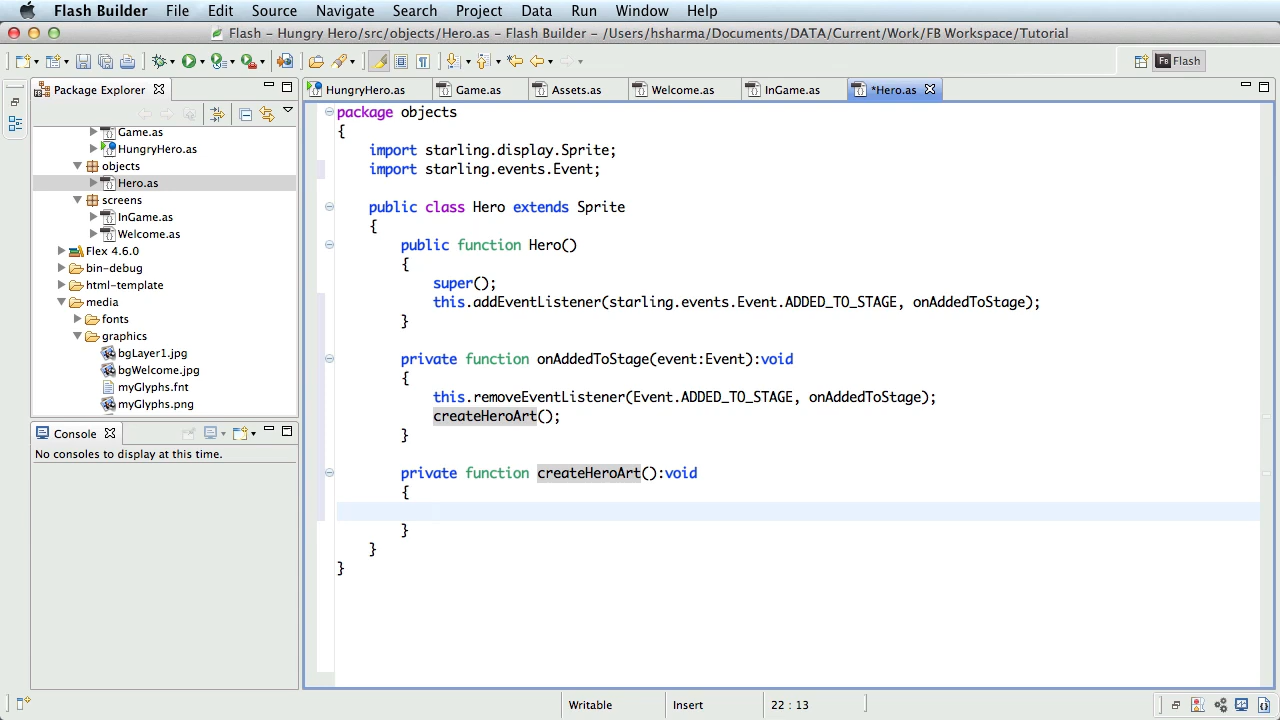 Flash Builder File Edit Source Navigate Search Project Data Run Window Help
Flash - Hungry Hero/src/objects/Hero.as - Flash Builder - /Users/hsharma/Documents/DATA/Current/Work/FB Workspace/Tutorial
Fb Flash
Package Explorer
HungryHero.as Game.as Assets.as Welcome.as InGame.as *Hero.as
Game.as
HungryHero.as
objects
Hero.as
screens
InGame.as
Welcome.as
Flex 4.6.0
bin-debug
html-template
media
fonts
graphics
bgLayer1.jpg
bgWelcome.jpg
myGlyphs.fnt
myGlyphs.png
Console
No consoles to display at this time.
package objects
{
import starling.display.Sprite;
import starling.events.Event;
public class Hero extends Sprite
{
public function Hero()
{
super();
this.addEventListener(starling.events.Event.ADDED_TO_STAGE, onAddedToStage);
}
private function onAddedToStage(event:Event):void
{
this.removeEventListener(Event.ADDED_TO_STAGE, onAddedToStage);
createHeroArt();
}
private function createHeroArt():void
{
}
}
}
Writable Insert 22 : 13